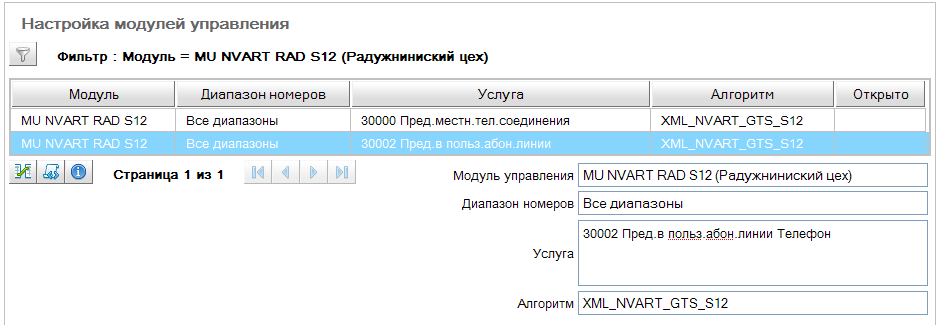 Настройка модулей управления
Фильтр : Модуль = MU NVART RAD S12 (Радужниниский цех)
Модуль Диапазон номеров Услуга Алгоритм Открыто
MU NVART RAD S12 Все диапазоны 30000 Пред.местн.тел.соединения XML_NVART_GTS_S12
MU NVART RAD S12 Все диапазоны 30002 Пред.в польз.абон.линии XML_NVART_GTS_S12
Страница 1 из 1
Модуль управления MU NVART RAD S12 (Радужниниский цех)
Диапазон номеров Все диапазоны
Услуга 30002 Пред.в польз.абон.линии Телефон
Алгоритм XML_NVART_GTS_S12